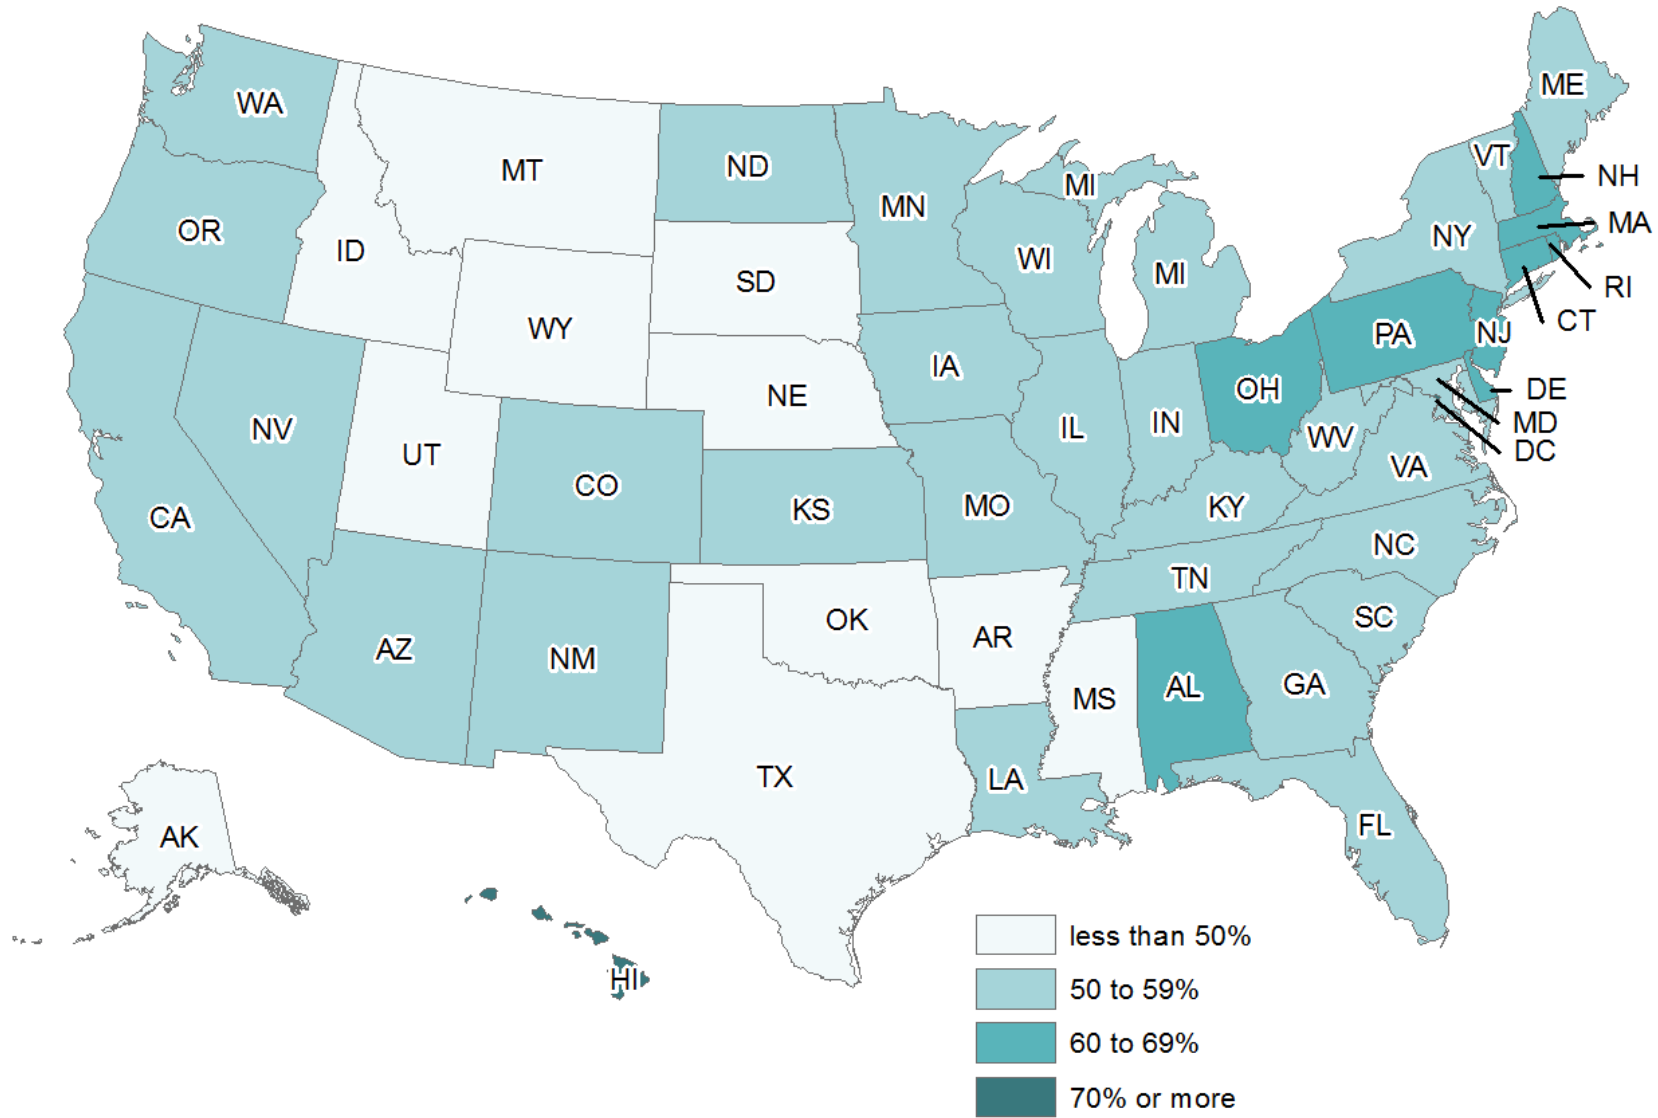 WA
MT
ND
MN
ME
VT
NH
OR
ID
SD
WI
MI
MI
NY
MA
RI
CT
WY
NE
IA
PA
NJ
OH
DE
MD
DC
NV
UT
CO
KS
MO
IL
IN
WV
VA
KY
CA
AZ
NM
OK
AR
TN
NC
SC
MS
AL
GA
TX
LA
FL
AK
HI
less than 50%
50 to 59%
60 to 69%
70% or more